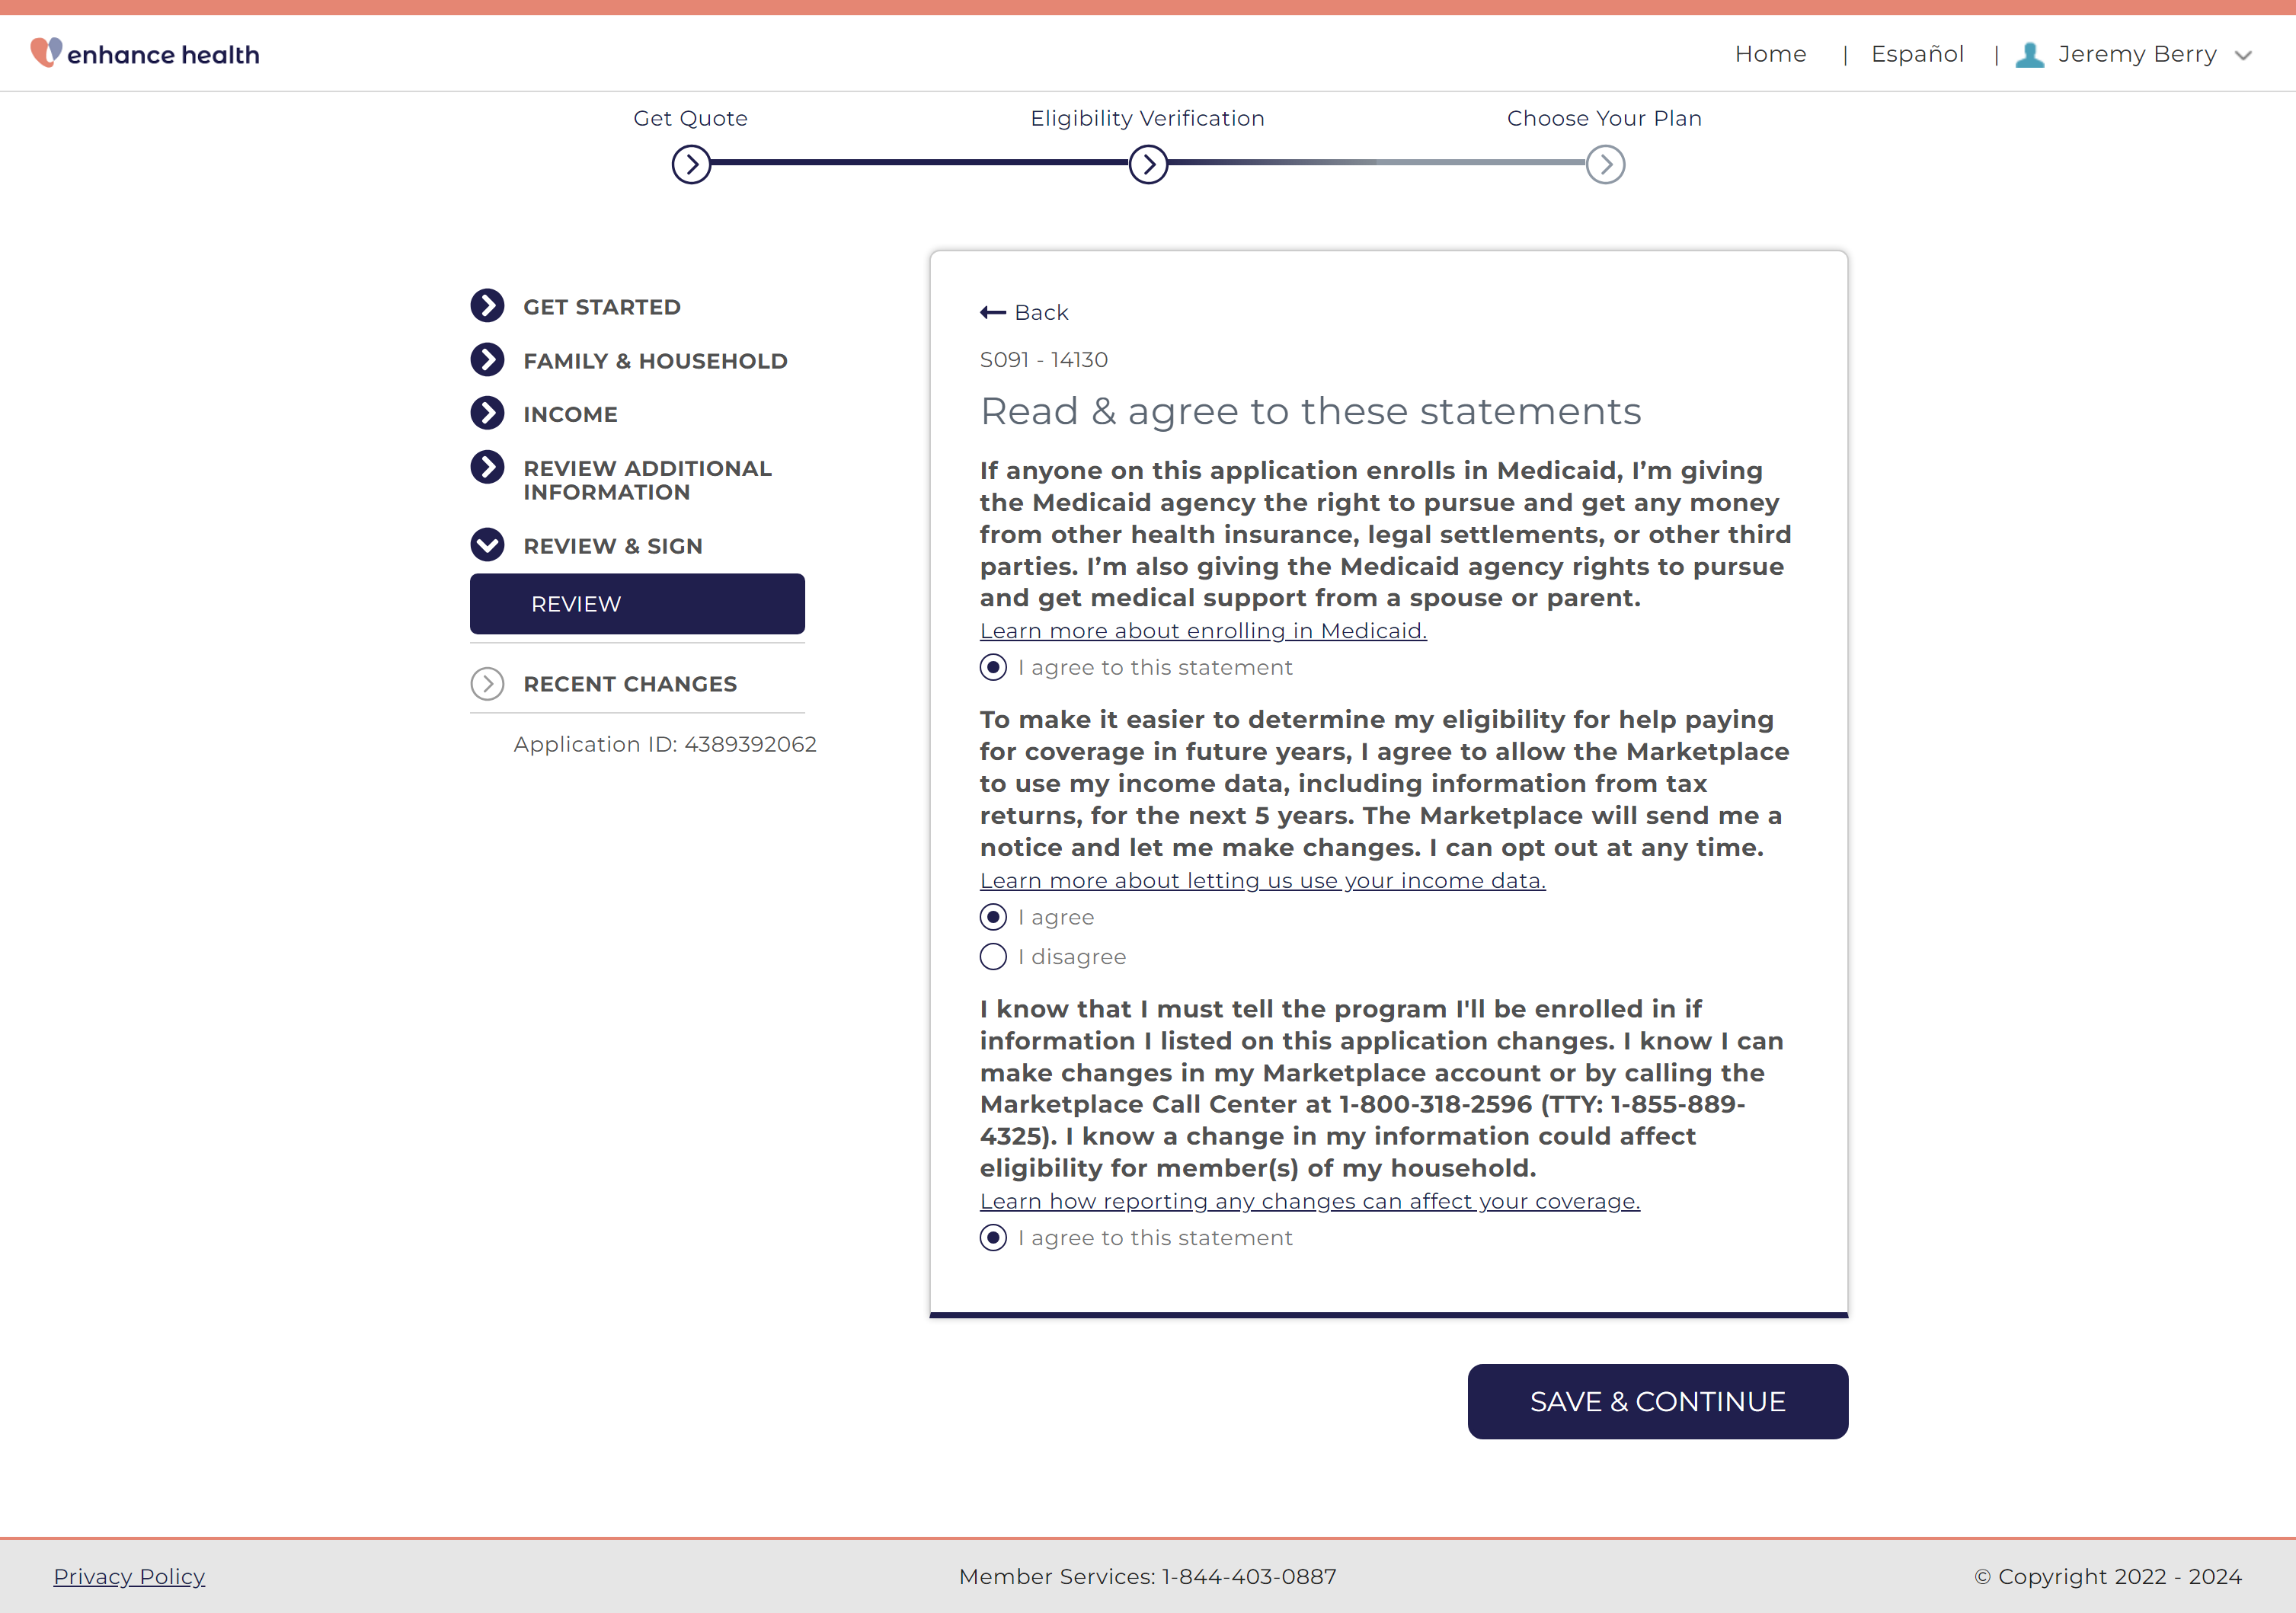 enhance health
Home | Español | Jeremy Berry
Get Quote
Eligibility Verification
Choose Your Plan
GET STARTED
FAMILY & HOUSEHOLD
INCOME
REVIEW ADDITIONAL
INFORMATION
REVIEW & SIGN
REVIEW
RECENT CHANGES
Application ID: 4389392062
Back
S091 - 14130
Read & agree to these statements
If anyone on this application enrolls in Medicaid, I’m giving
the Medicaid agency the right to pursue and get any money
from other health insurance, legal settlements, or other third
parties. I’m also giving the Medicaid agency rights to pursue
and get medical support from a spouse or parent.
Learn more about enrolling in Medicaid.
I agree to this statement
To make it easier to determine my eligibility for help paying
for coverage in future years, I agree to allow the Marketplace
to use my income data, including information from tax
returns, for the next 5 years. The Marketplace will send me a
notice and let me make changes. I can opt out at any time.
Learn more about letting us use your income data.
I agree
I disagree
I know that I must tell the program I'll be enrolled in if
information I listed on this application changes. I know I can
make changes in my Marketplace account or by calling the
Marketplace Call Center at 1-800-318-2596 (TTY: 1-855-889-
4325). I know a change in my information could affect
eligibility for member(s) of my household.
Learn how reporting any changes can affect your coverage.
I agree to this statement
SAVE & CONTINUE
Privacy Policy
Member Services: 1-844-403-0887
© Copyright 2022 - 2024